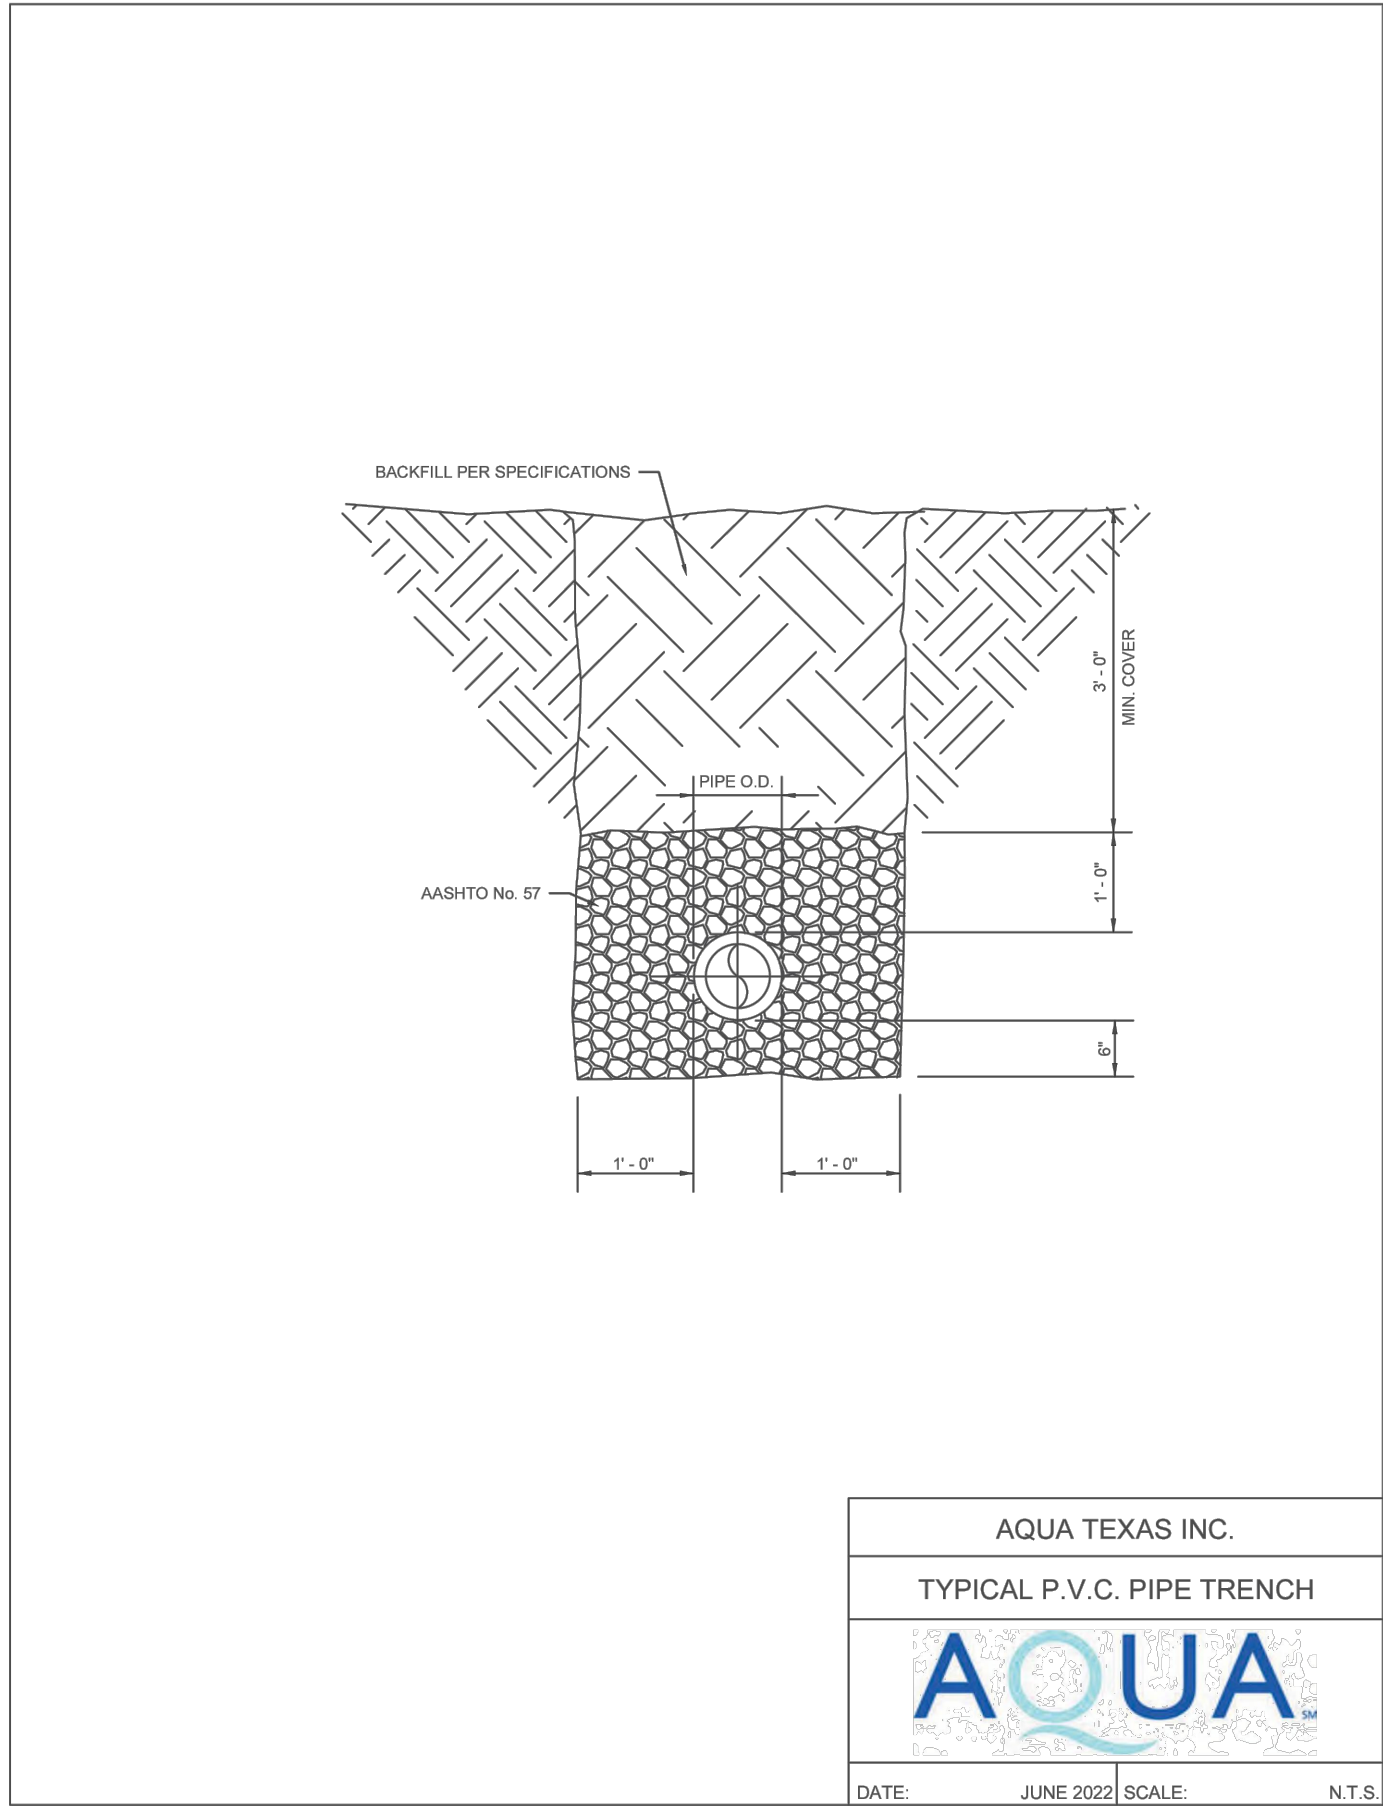 BACKFILL PER SPECIFICATIONS
3' - 0"
MIN. COVER
PIPE O.D.
AASHTO No. 57
1' - 0"
6"
1' - 0"
1' - 0"
AQUA TEXAS INC.
TYPICAL P.V.C. PIPE TRENCH
AQUA SM
DATE: JUNE 2022 SCALE: N.T.S.